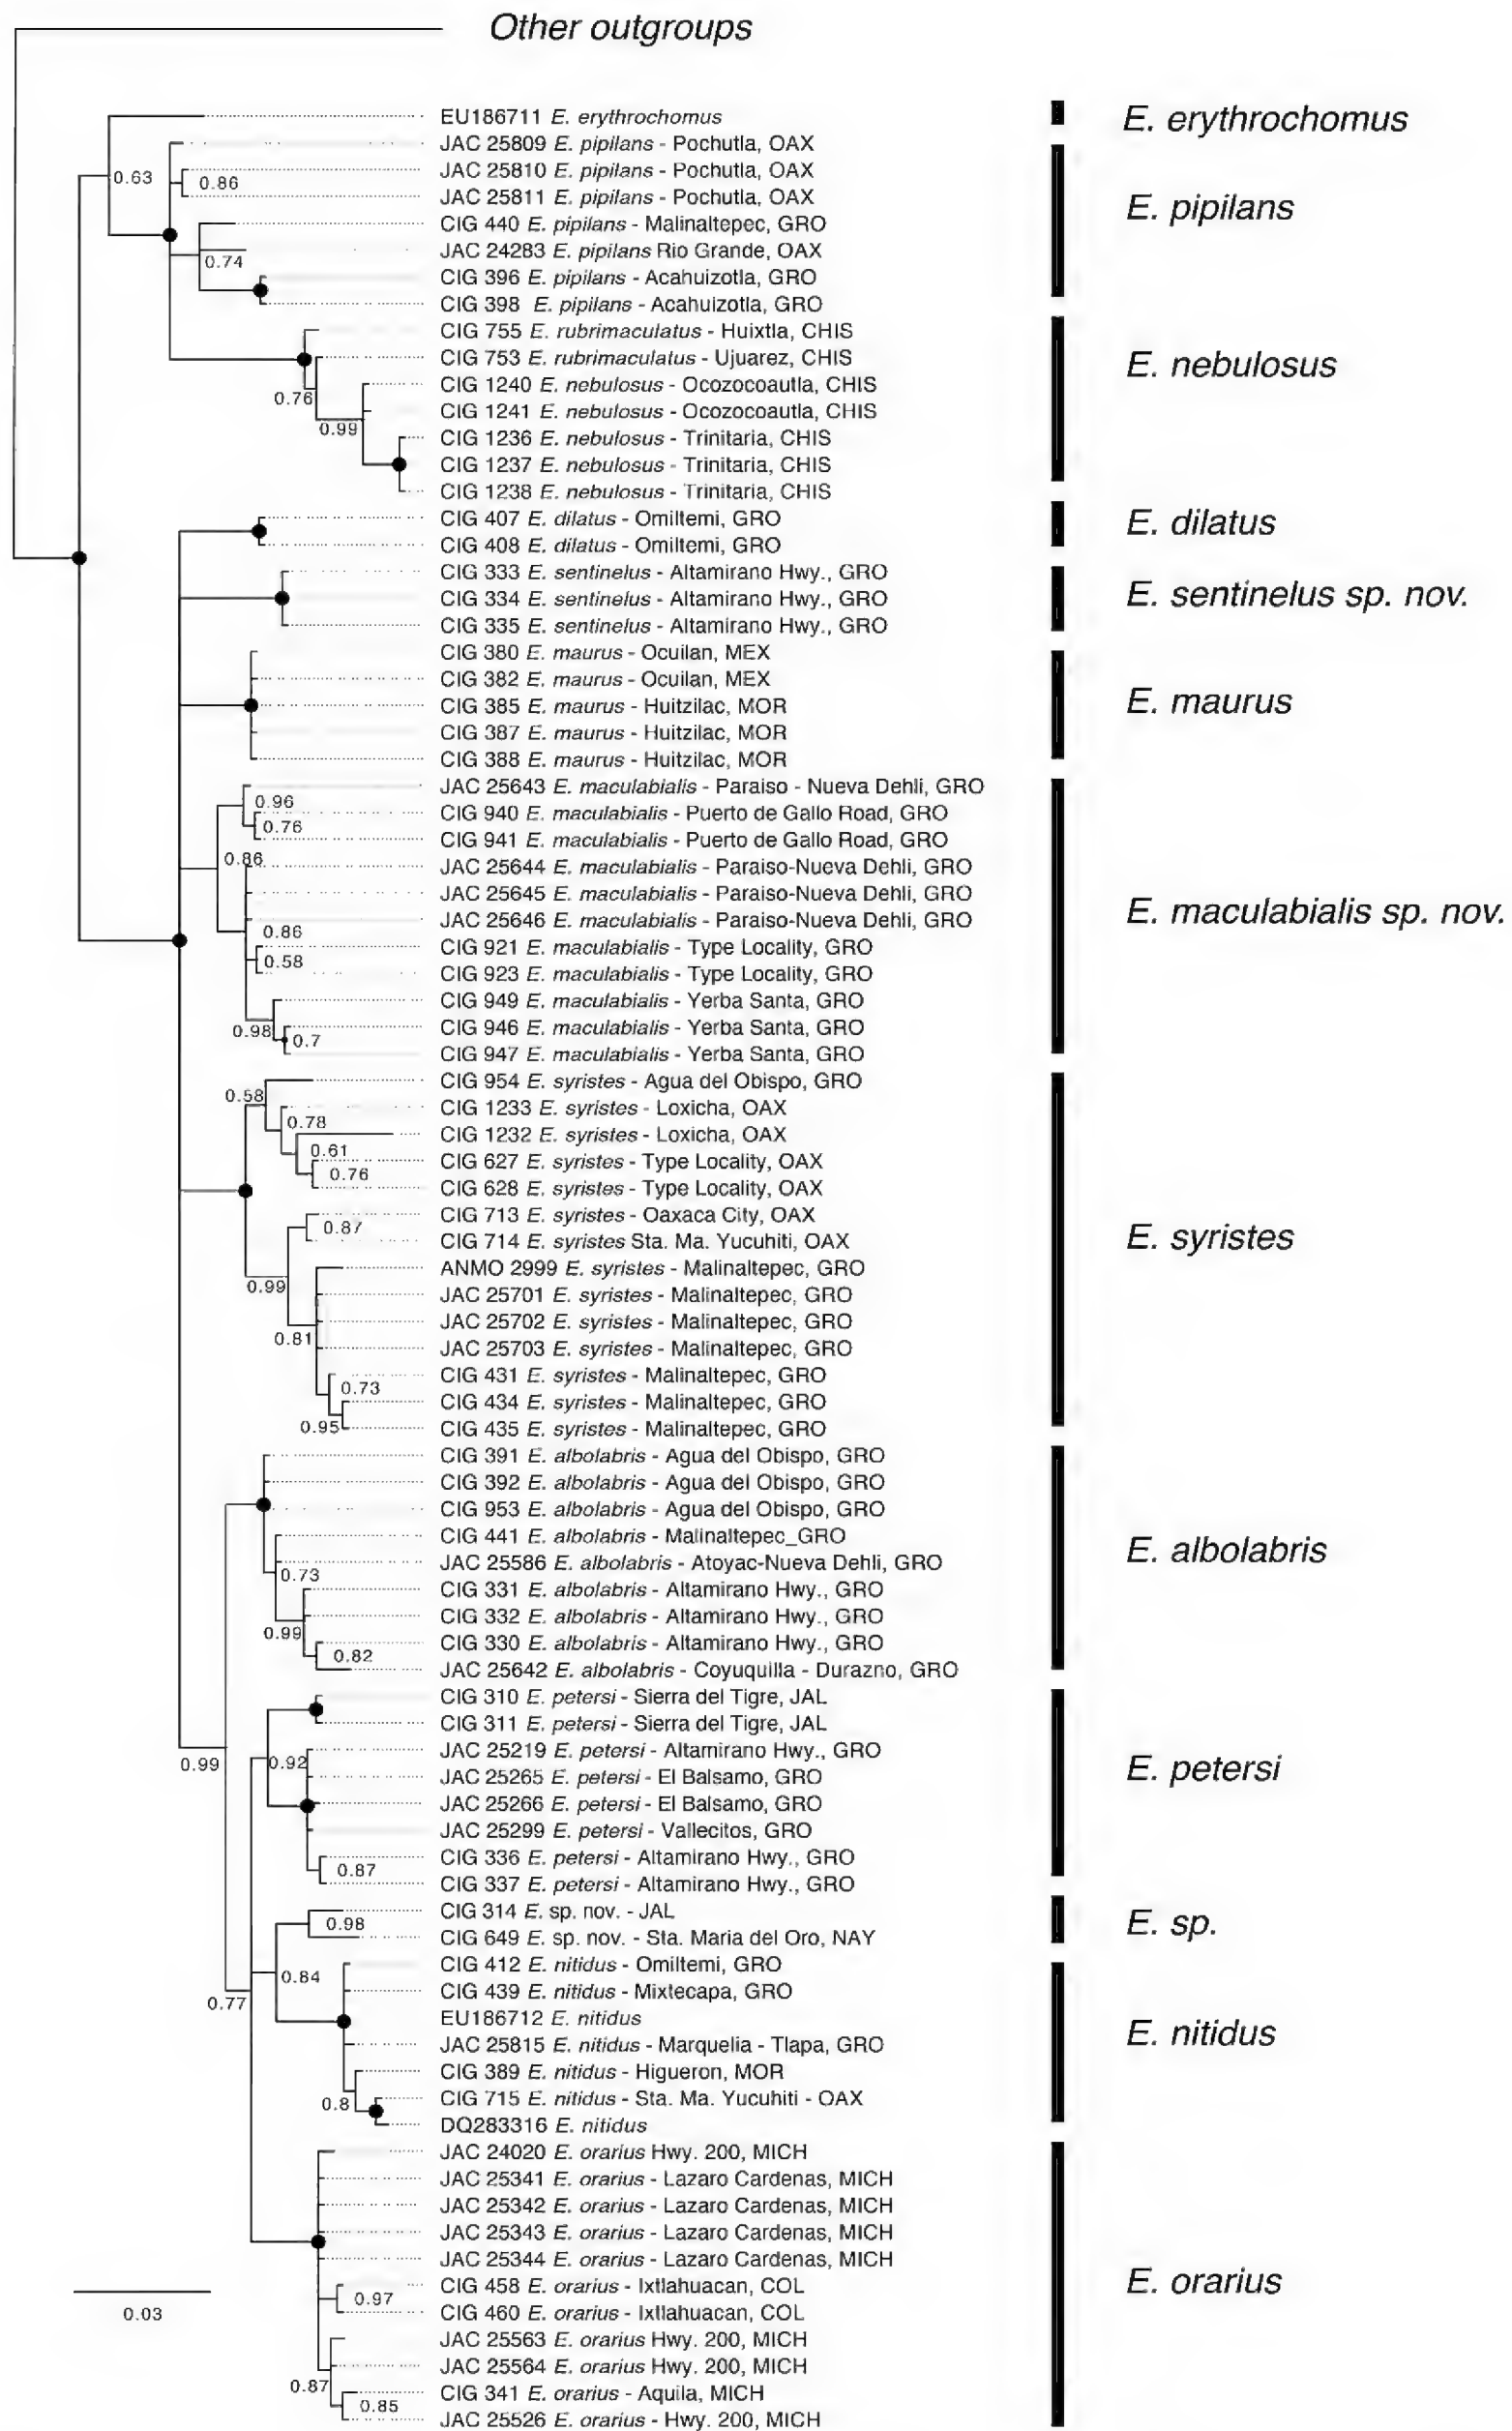 Other outgroups
EU186711 E. erythrochomus
JAC 25809 E. pipilans - Pochutla, OAX
JAC 25810 E. pipilans - Pochutla, OAX
JAC 25811 E. pipilans - Pochutla, OAX
CIG 440 E. pipilans - Malinaltepec, GRO
JAC 24283 E. pipilans Rio Grande, OAX
CIG 396 E. pipilans - Acahuizotla, GRO
CIG 398 E. pipilans - Acahuizotla, GRO
CIG 755 E. rubrimaculatus - Huixtla, CHIS
CIG 753 E. rubrimaculatus - Ujuarez, CHIS
CIG 1240 E. nebulosus - Ocozocoautla, CHIS
CIG 1241 E. nebulosus - Ocozocoautla, CHIS
CIG 1236 E. nebulosus - Trinitaria, CHIS
CIG 1237 E. nebulosus - Trinitaria, CHIS
CIG 1238 E. nebulosus - Trinitaria, CHIS
CIG 407 E. dilatus - Omiltemi, GRO
CIG 408 E. dilatus - Omiltemi, GRO
CIG 333 E. sentinelus - Altamirano Hwy., GRO
CIG 334 E. sentinelus - Altamirano Hwy., GRO
CIG 335 E. sentinelus - Altamirano Hwy., GRO
CIG 380 E. maurus - Ocuilan, MEX
CIG 382 E. maurus - Ocuilan, MEX
CIG 385 E. maurus - Huitzilac, MOR
CIG 387 E. maurus - Huitzilac, MOR
CIG 388 E. maurus - Huitzilac, MOR
JAC 25643 E. maculabialis - Paraiso - Nueva Dehli, GRO
CIG 940 E. maculabialis - Puerto de Gallo Road, GRO
CIG 941 E. maculabialis - Puerto de Gallo Road, GRO
JAC 25644 E. maculabialis - Paraiso-Nueva Dehli, GRO
JAC 25645 E. maculabialis - Paraiso-Nueva Dehli, GRO
JAC 25646 E. maculabialis - Paraiso-Nueva Dehli, GRO
CIG 921 E. maculabialis - Type Locality, GRO
CIG 923 E. maculabialis - Type Locality, GRO
CIG 949 E. maculabialis - Yerba Santa, GRO
CIG 946 E. maculabialis - Yerba Santa, GRO
CIG 947 E. maculabialis - Yerba Santa, GRO
CIG 954 E. syristes - Agua del Obispo, GRO
CIG 1233 E. syristes - Loxicha, OAX
CIG 1232 E. syristes - Loxicha, OAX
CIG 627 E. syristes - Type Locality, OAX
CIG 628 E. syristes - Type Locality, OAX
CIG 713 E. syristes - Oaxaca City, OAX
CIG 714 E. syristes Sta. Ma. Yucuhiti, OAX
ANMO 2999 E. syristes - Malinaltepec, GRO
JAC 25701 E. syristes - Malinaltepec, GRO
JAC 25702 E. syristes - Malinaltepec, GRO
JAC 25703 E. syristes - Malinaltepec, GRO
CIG 431 E. syristes - Malinaltepec, GRO
CIG 434 E. syristes - Malinaltepec, GRO
CIG 435 E. syristes - Malinaltepec, GRO
CIG 391 E. albolabris - Agua del Obispo, GRO
CIG 392 E. albolabris - Agua del Obispo, GRO
CIG 953 E. albolabris - Agua del Obispo, GRO
CIG 441 E. albolabris - Malinaltepec_GRO
JAC 25586 E. albolabris - Atoyac-Nueva Dehli, GRO
CIG 331 E. albolabris - Altamirano Hwy., GRO
CIG 332 E. albolabris - Altamirano Hwy., GRO
CIG 330 E. albolabris - Altamirano Hwy., GRO
JAC 25642 E. albolabris - Coyuquilla - Durazno, GRO
CIG 310 E. petersi - Sierra del Tigre, JAL
CIG 311 E. petersi - Sierra del Tigre, JAL
JAC 25219 E. petersi - Altamirano Hwy., GRO
JAC 25265 E. petersi - El Balsamo, GRO
JAC 25266 E. petersi - El Balsamo, GRO
JAC 25299 E. petersi - Vallecitos, GRO
CIG 336 E. petersi - Altamirano Hwy., GRO
CIG 337 E. petersi - Altamirano Hwy., GRO
CIG 314 E. sp. nov. - JAL
CIG 649 E. sp. nov. - Sta. Maria del Oro, NAY
CIG 412 E. nitidus - Omiltemi, GRO
CIG 439 E. nitidus - Mixtecapa, GRO
EU186712 E. nitidus
JAC 25815 E. nitidus - Marquelia - Tlapa, GRO
CIG 389 E. nitidus - Higueron, MOR
CIG 715 E. nitidus - Sta. Ma. Yucuhiti - OAX
DQ283316 E. nitidus
JAC 24020 E. orarius Hwy. 200, MICH
JAC 25341 E. orarius - Lazaro Cardenas, MICH
JAC 25342 E. orarius - Lazaro Cardenas, MICH
JAC 25343 E. orarius - Lazaro Cardenas, MICH
JAC 25344 E. orarius - Lazaro Cardenas, MICH
CIG 458 E. orarius - Ixtlahuacan, COL
CIG 460 E. orarius - Ixtlahuacan, COL
JAC 25563 E. orarius Hwy. 200, MICH
JAC 25564 E. orarius Hwy. 200, MICH
CIG 341 E. orarius - Aquila, MICH
JAC 25526 E. orarius - Hwy. 200, MICH
E. erythrochomus
E. pipilans
E. nebulosus
E. dilatus
E. sentinelus sp. nov.
E. maurus
E. maculabialis sp. nov.
E. syristes
E. albolabris
E. petersi
E. sp.
E. nitidus
E. orarius
0.63
0.86
0.74
0.76
0.99
0.96
0.76
0.86
0.86
0.58
0.98
0.7
0.58
0.78
0.61
0.76
0.87
0.99
0.81
0.73
0.95
0.73
0.99
0.82
0.99
0.92
0.87
0.98
0.84
0.77
0.8
0.97
0.87
0.85
0.03